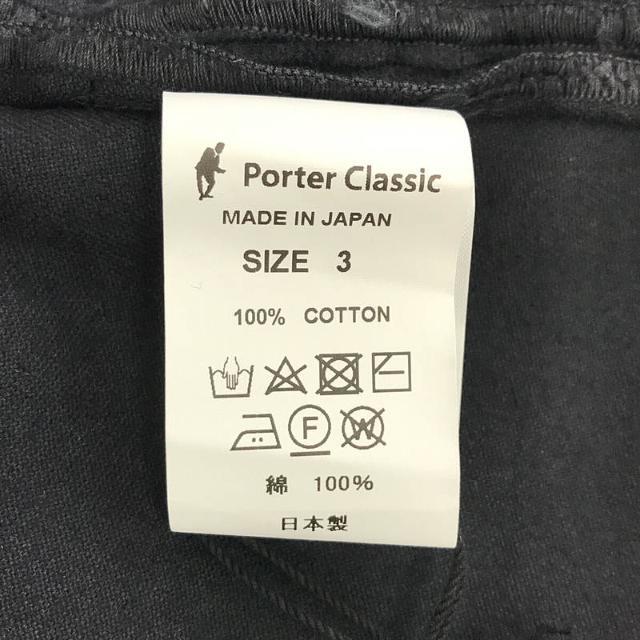 Porter Classic
MADE IN JAPAN
SIZE 3
100% COTTON
F W
綿 100%
日本製